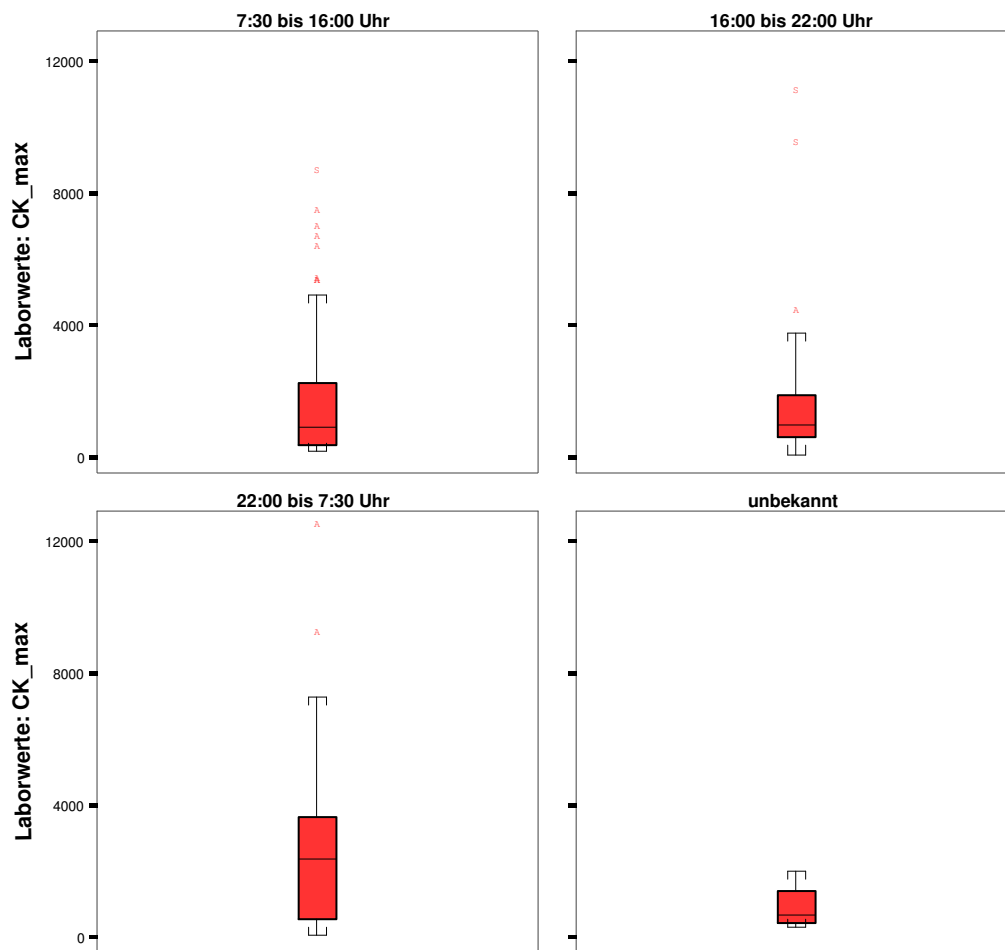 7:30 bis 16:00 Uhr
16:00 bis 22:00 Uhr
Laborwerte: CK_max
12000
8000
4000
0
S
A
A
A
A
A
S
S
A
22:00 bis 7:30 Uhr
unbekannt
Laborwerte: CK_max
12000
8000
4000
0
A
A